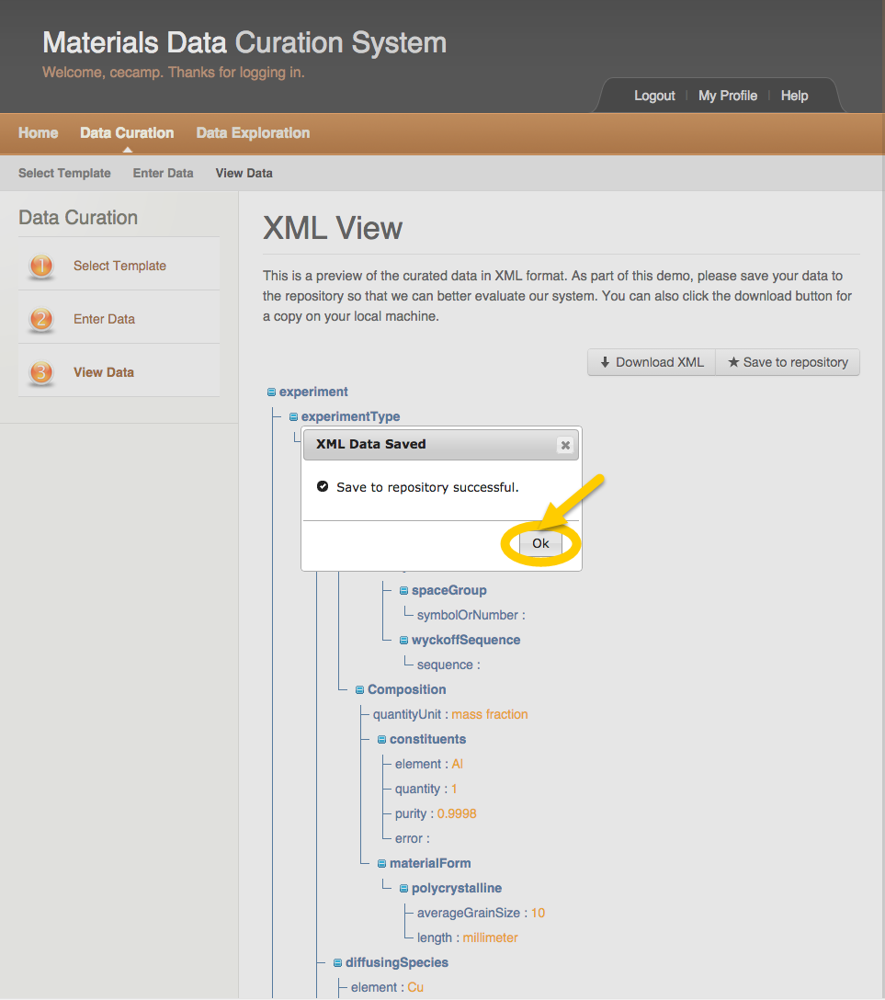 Materials Data Curation System
Welcome, cecamp. Thanks for logging in.
Logout My Profile Help
Home Data Curation Data Exploration
Select Template Enter Data View Data
Data Curation
1 Select Template
2 Enter Data
3 View Data
XML View
This is a preview of the curated data in XML format. As part of this demo, please save your data to
the repository so that we can better evaluate our system. You can also click the download button for
a copy on your local machine.
Download XML Save to repository
experiment
experimentType
XML Data Saved
Save to repository successful.
Ok
spaceGroup
symbolOrNumber :
wyckoffSequence
sequence :
Composition
quantityUnit : mass fraction
constituents
element : Al
quantity : 1
purity : 0.9998
error :
materialForm
polycrystalline
averageGrainSize : 10
length : millimeter
diffusingSpecies
element : Cu